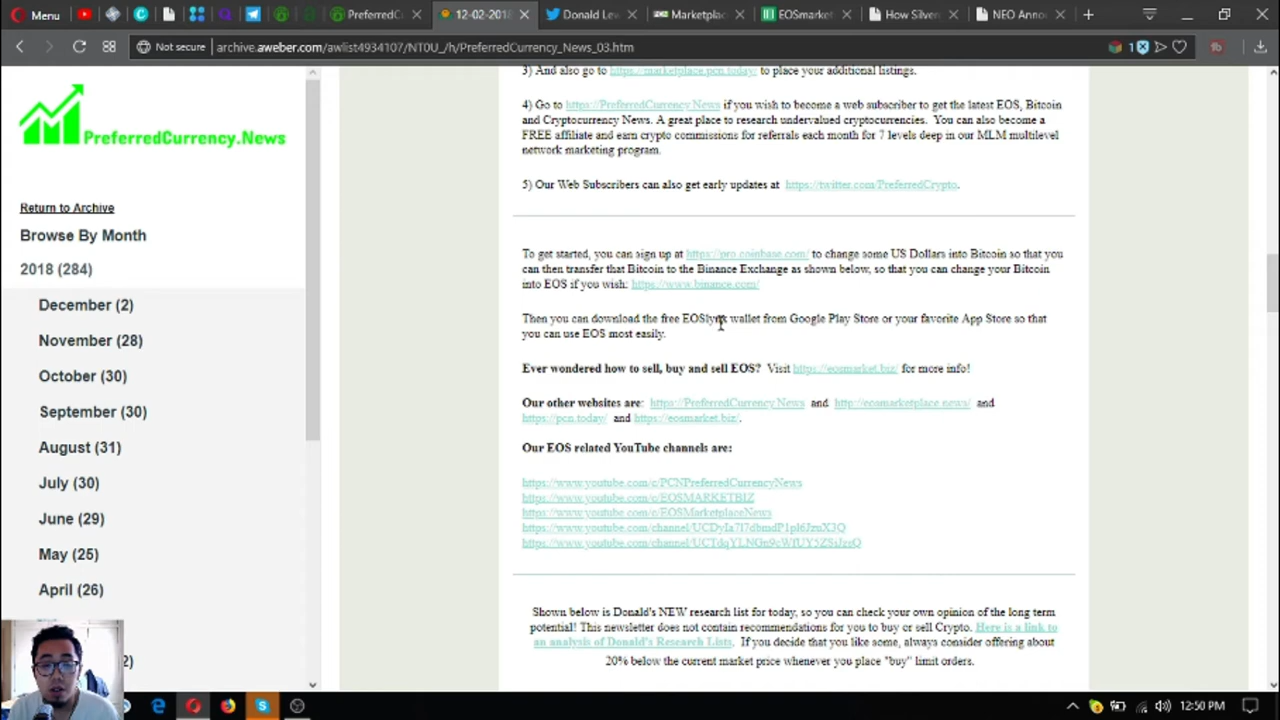 Menu
PreferredC
12-02-2018
Donald Lew
Marketplac
EOSmarket
How Silver
NEO Anno
Not secure
archive.aweber.com/awlist4934107/NT0U_/h/PreferredCurrency_News_03.htm
1
PreferredCurrency.News
Return to Archive
Browse By Month
2018 (284)
December (2)
November (28)
October (30)
September (30)
August (31)
July (30)
June (29)
May (25)
April (26)
3) And also go to https://marketplace.pcn.today/ to place your additional listings.
4) Go to https://PreferredCurrency.News if you wish to become a web subscriber to get the latest EOS, Bitcoin
and Cryptocurrency News. A great place to research undervalued cryptocurrencies. You can also become a
FREE affiliate and earn crypto commissions for referrals each month for 7 levels deep in our MLM multilevel
network marketing program.
5) Our Web Subscribers can also get early updates at https://twitter.com/PreferredCrypto.
To get started, you can sign up at https://pro.coinbase.com/ to change some US Dollars into Bitcoin so that you
can then transfer that Bitcoin to the Binance Exchange as shown below, so that you can change your Bitcoin
into EOS if you wish: https://www.binance.com/
Then you can download the free EOSlynx wallet from Google Play Store or your favorite App Store so that
you can use EOS most easily.
Ever wondered how to sell, buy and sell EOS? Visit https://eosmarket.biz/ for more info!
Our other websites are: https://PreferredCurrency.News and http://eosmarketplace.news/ and
https://pcn.today/ and https://eosmarket.biz/.
Our EOS related YouTube channels are:
https://www.youtube.com/c/PCNPreferredCurrencyNews
https://www.youtube.com/c/EOSMARKETBIZ
https://www.youtube.com/c/EOSMarketplaceNews
Shown below is Donald's NEW research list for today, so you can check your own opinion of the long term
potential! This newsletter does not contain recommendations for you to buy or sell Crypto. Here is a link to
an analysis of Donald's Research Lists. If you decide that you like some, always consider offering about
20% below the current market price whenever you place "buy" limit orders.
12:50 PM